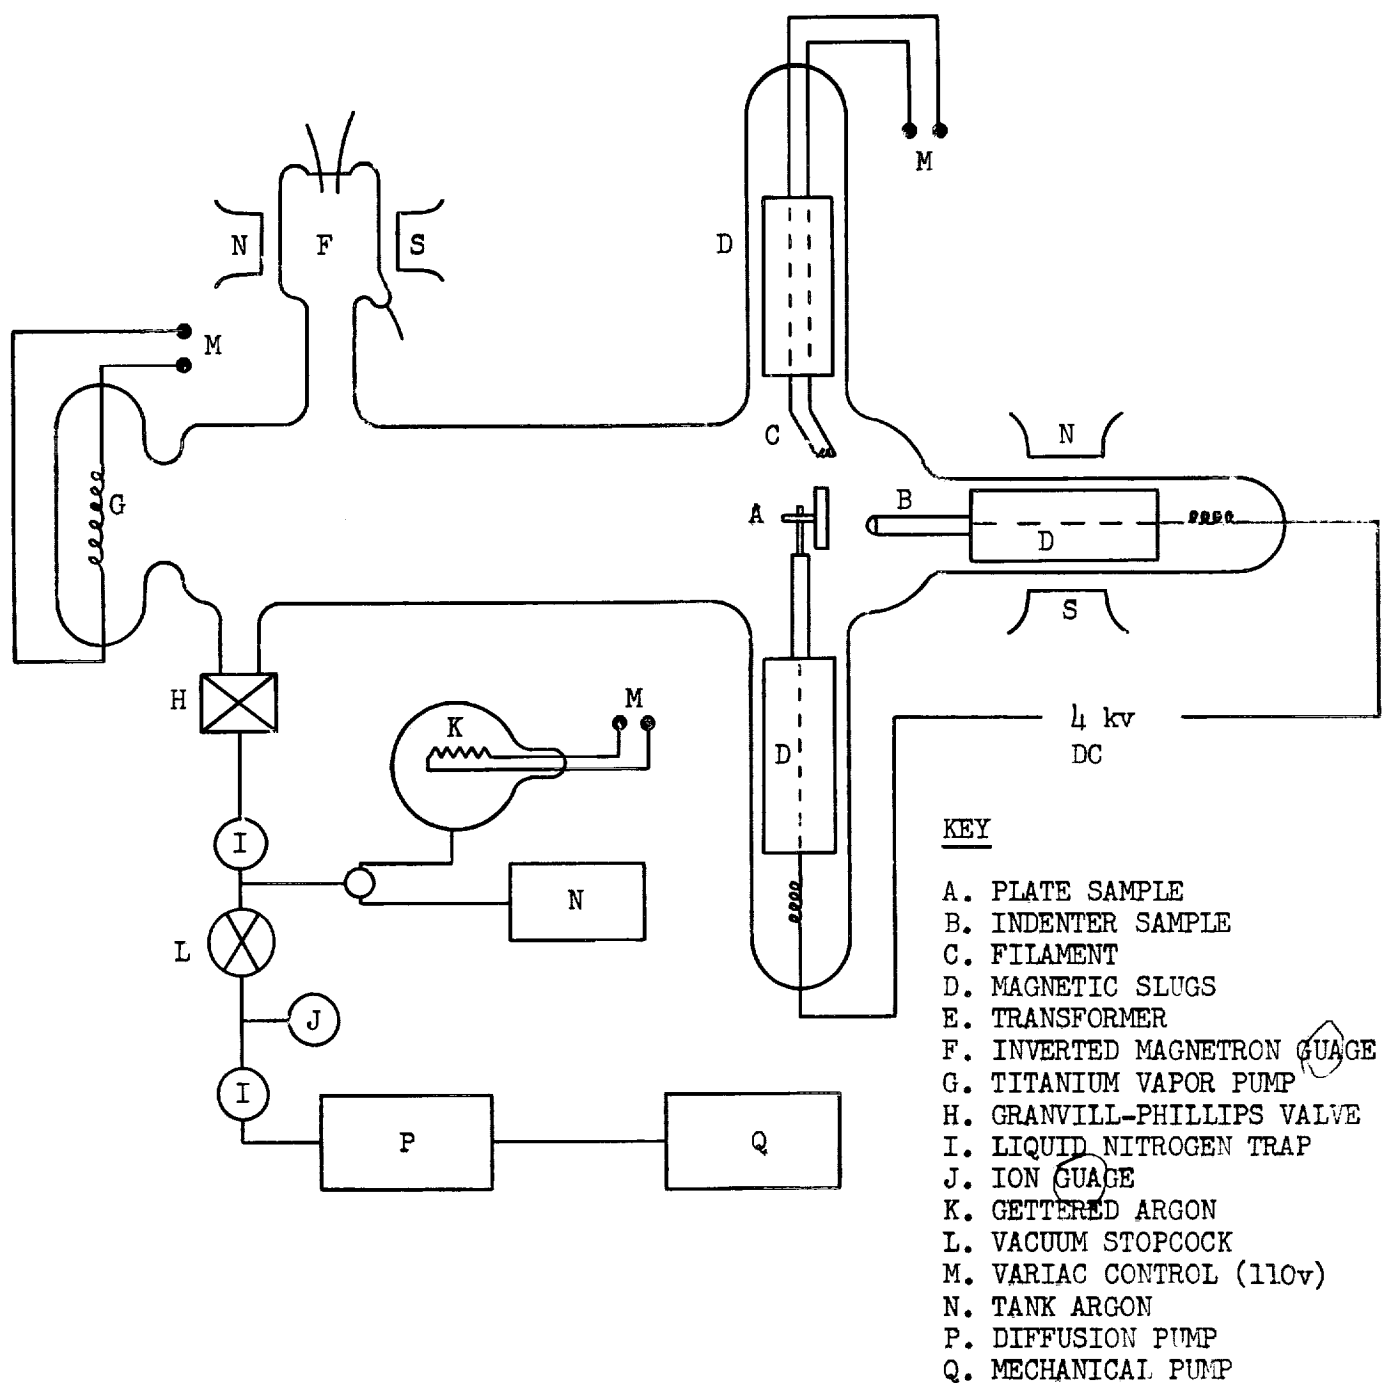 M
N F S
D
M
C
N
G
A
B
D
S
H
M
K
4 kv
DC
D
I
N
L
J
I
P
Q
KEY
A. PLATE SAMPLE
B. INDENTER SAMPLE
C. FILAMENT
D. MAGNETIC SLUGS
E. TRANSFORMER
F. INVERTED MAGNETRON GUAGE
G. TITANIUM VAPOR PUMP
H. GRANVILL-PHILLIPS VALVE
I. LIQUID NITROGEN TRAP
J. ION GUAGE
K. GETTERED ARGON
L. VACUUM STOPCOCK
M. VARIAC CONTROL (110v)
N. TANK ARGON
P. DIFFUSION PUMP
Q. MECHANICAL PUMP